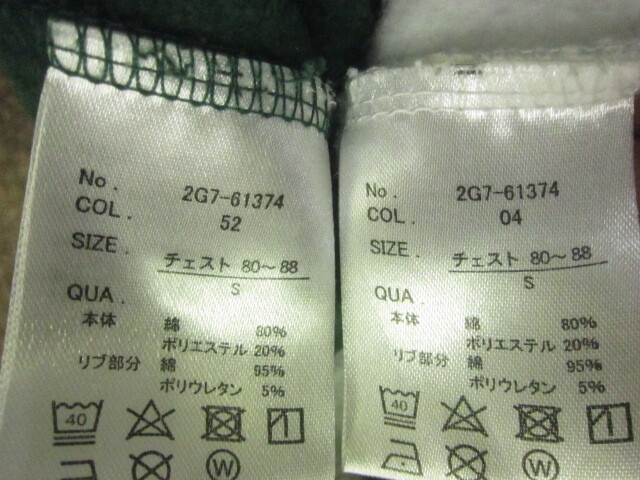 No. 2G7-61374
COL. 52
SIZE. チェスト 80～88
S
QUA.
本体 綿 80%
ポリエステル 20%
リブ部分 綿 95%
ポリウレタン 5%
40
W
No. 2G7-61374
COL. 04
SIZE. チェスト 80～88
S
QUA.
本体 綿 80%
ポリエステル 20%
リブ部分 綿 95%
ポリウレタン 5%
40
W